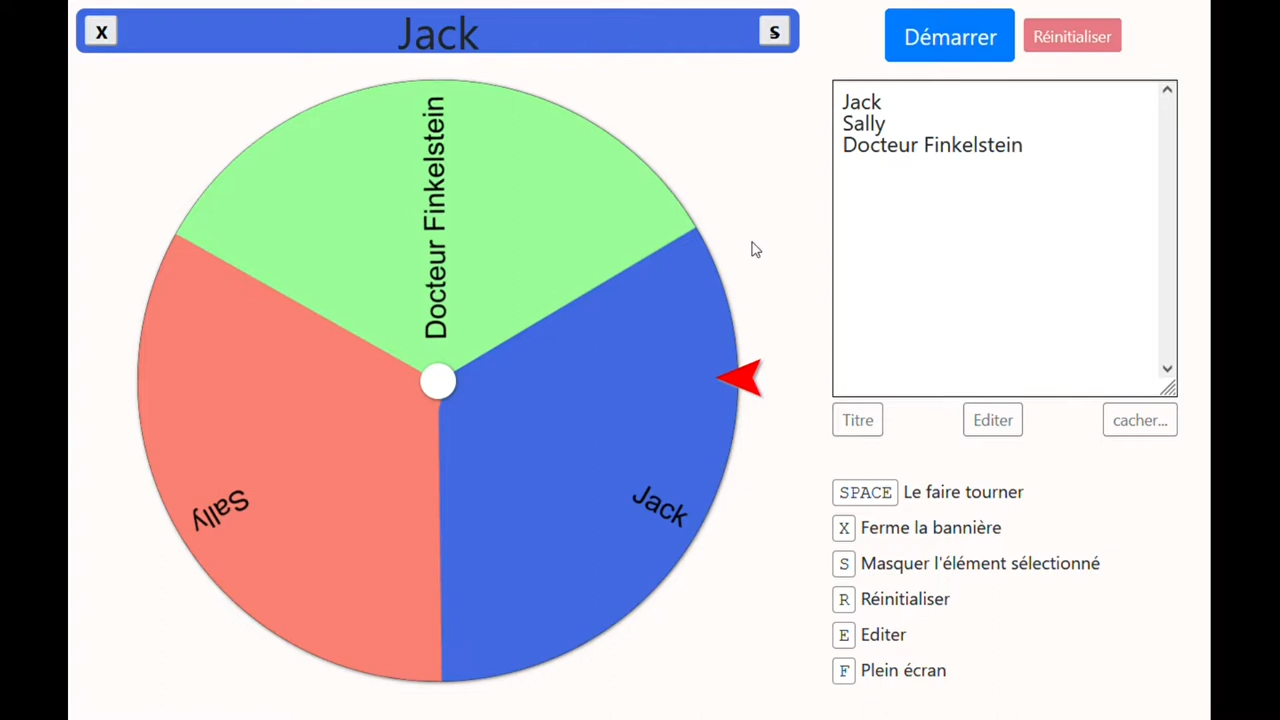 X Jack S
Démarrer
Réinitialiser
Docteur Finkelstein
Sally
Jack
Jack
Sally
Docteur Finkelstein
Titre
Editer
cacher...
SPACE Le faire tourner
X Ferme la bannière
S Masquer l'élément sélectionné
R Réinitialiser
E Editer
F Plein écran